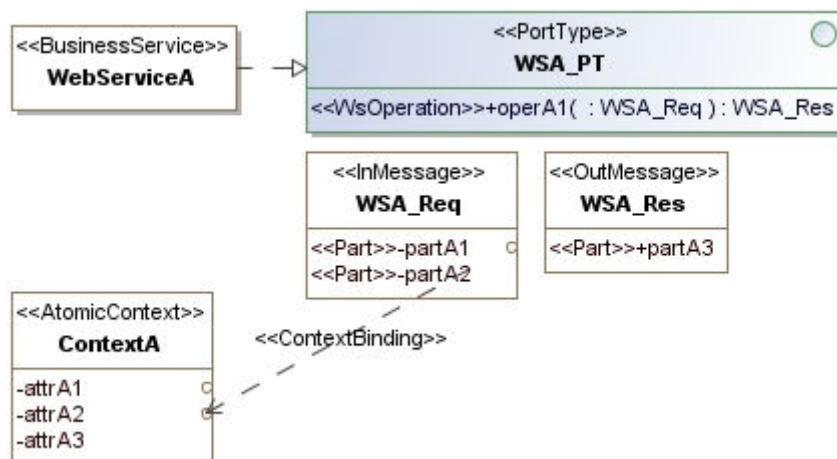 <<BusinessService>>
WebServiceA
<<PortType>>
WSA_PT
<<WsOperation>>+operA1( : WSA_Req ) : WSA_Res
<<InMessage>>
WSA_Req
<<Part>>-partA1
<<Part>>-partA2
<<OutMessage>>
WSA_Res
<<Part>>+partA3
<<AtomicContext>>
ContextA
-attrA1
-attrA2
-attrA3
<<ContextBinding>>